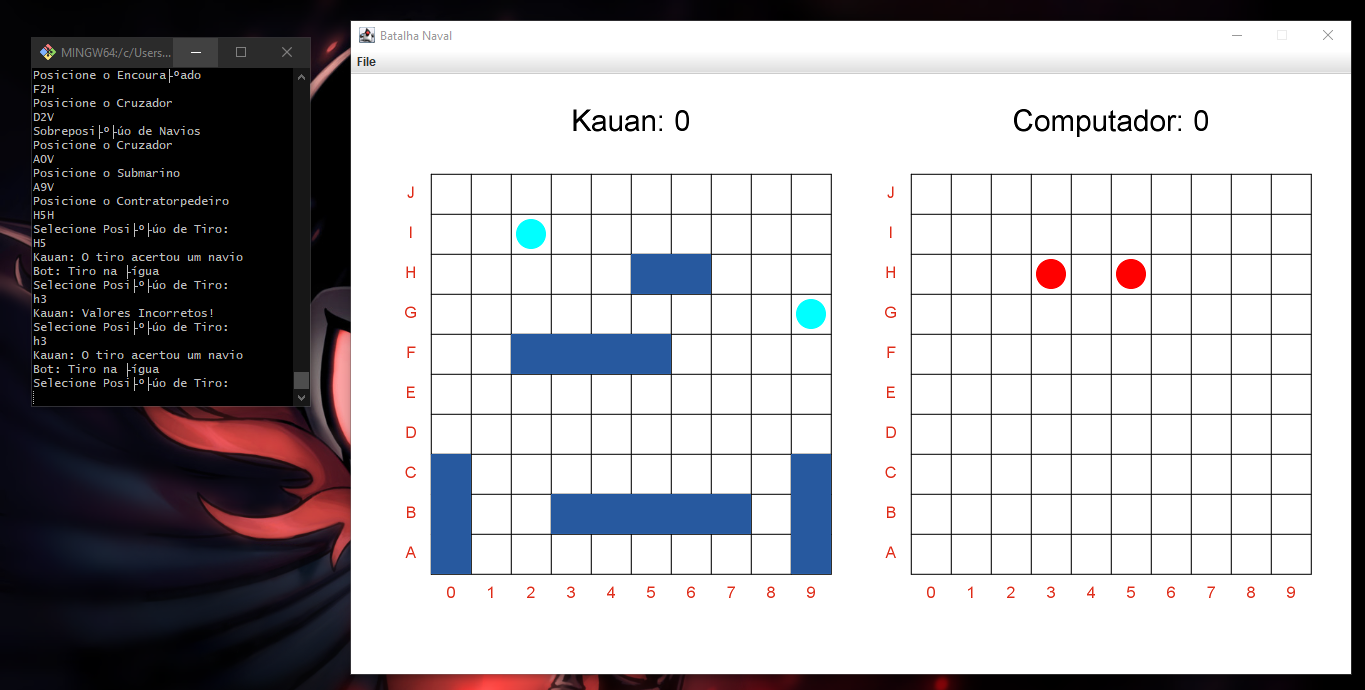 MINGW64:/c/Users...
Posicione o Encoura├ºado
F2H
Posicione o Cruzador
D2V
Sobreposi├º├úo de Navios
Posicione o Cruzador
A0V
Posicione o Submarino
A9V
Posicione o Contratorpedeiro
H5H
Selecione Posi├º├úo de Tiro:
H5
Kauan: O tiro acertou um navio
Bot: Tiro na ├ígua
Selecione Posi├º├úo de Tiro:
h3
Kauan: Valores Incorretos!
Selecione Posi├º├úo de Tiro:
h3
Kauan: O tiro acertou um navio
Bot: Tiro na ├ígua
Selecione Posi├º├úo de Tiro:
Batalha Naval
File
Kauan: 0
J
I
H
G
F
E
D
C
B
A
0 1 2 3 4 5 6 7 8 9
Computador: 0
J
I
H
G
F
E
D
C
B
A
0 1 2 3 4 5 6 7 8 9